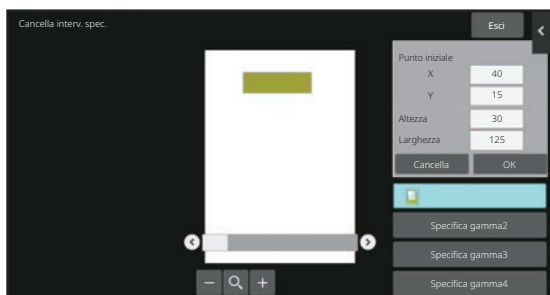 Cancella interv. spec.
Esci
Punto iniziale
X 40
Y 15
Altezza 30
Larghezza 125
Cancella OK
Specifica gamma2
Specifica gamma3
Specifica gamma4